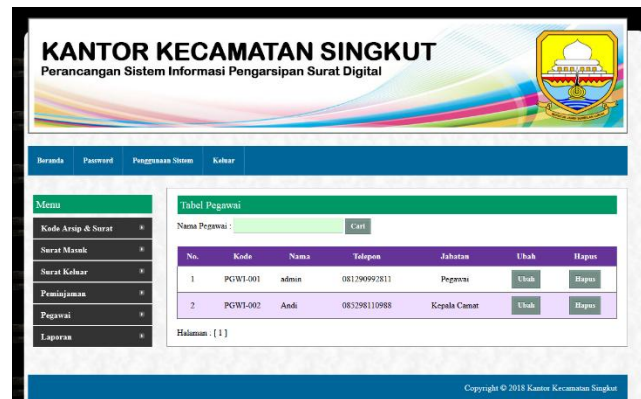 KANTOR KECAMATAN SINGKUT
Perancangan Sistem Informasi Pengarsipan Surat Digital
Beranda Password Penggunaan Sistem Keluar
Menu
Kode Arsip & Surat
Surat Masuk
Surat Keluar
Peminjaman
Pegawai
Laporan
Tabel Pegawai
Nama Pegawai : Cari
No. Kode Nama Telepon Jabatan Ubah Hapus
1 PGWI-001 admin 081290992811 Pegawai Ubah Hapus
2 PGWI-002 Andi 085298110988 Kepala Camat Ubah Hapus
Halaman : [ 1 ]
Copyright © 2018 Kantor Kecamatan Singkut